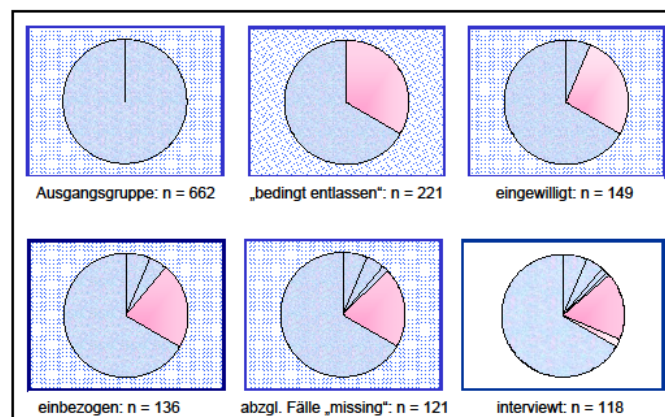 Ausgangsgruppe: n = 662
„bedingt entlassen“: n = 221
eingewilligt: n = 149
einbezogen: n = 136
abzgl. Fälle „missing“: n = 121
interviewt: n = 118